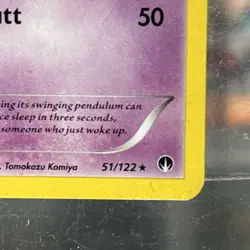 utt 50
ing its swinging pendulum can
ce sleep in three seconds,
someone who just woke up.
. Tomokazu Komiya 51/122 ★